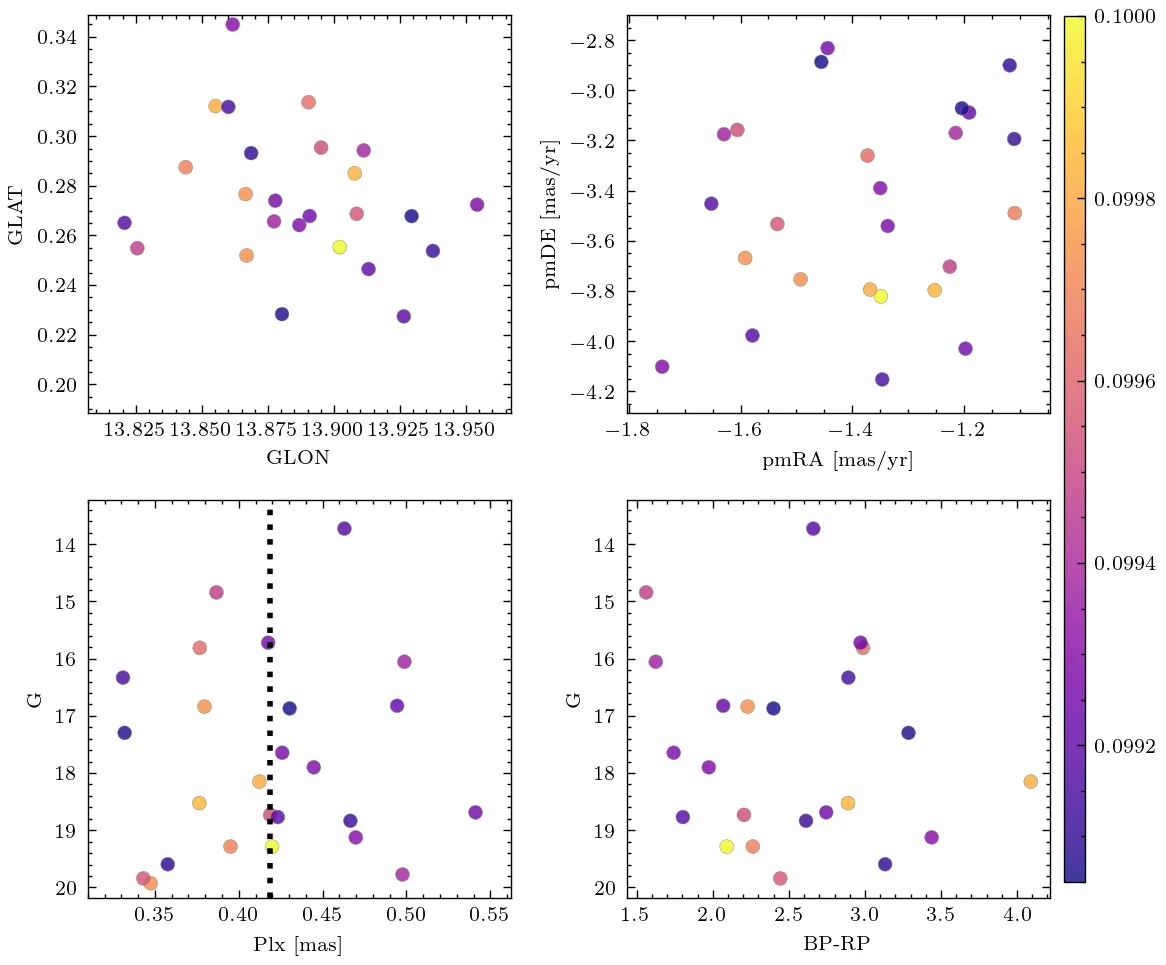 0.34
0.32
0.30
0.28
0.26
0.24
0.22
0.20
GLAT
13.825 13.850 13.875 13.900 13.925 13.950
GLON
−2.8
−3.0
−3.2
−3.4
−3.6
−3.8
−4.0
−4.2
pmDE [mas/yr]
−1.8 −1.6 −1.4 −1.2
pmRA [mas/yr]
0.1000
0.0998
0.0996
0.0994
0.0992
14
15
16
17
18
19
20
G
0.35 0.40 0.45 0.50 0.55
Plx [mas]
14
15
16
17
18
19
20
G
1.5 2.0 2.5 3.0 3.5 4.0
BP-RP